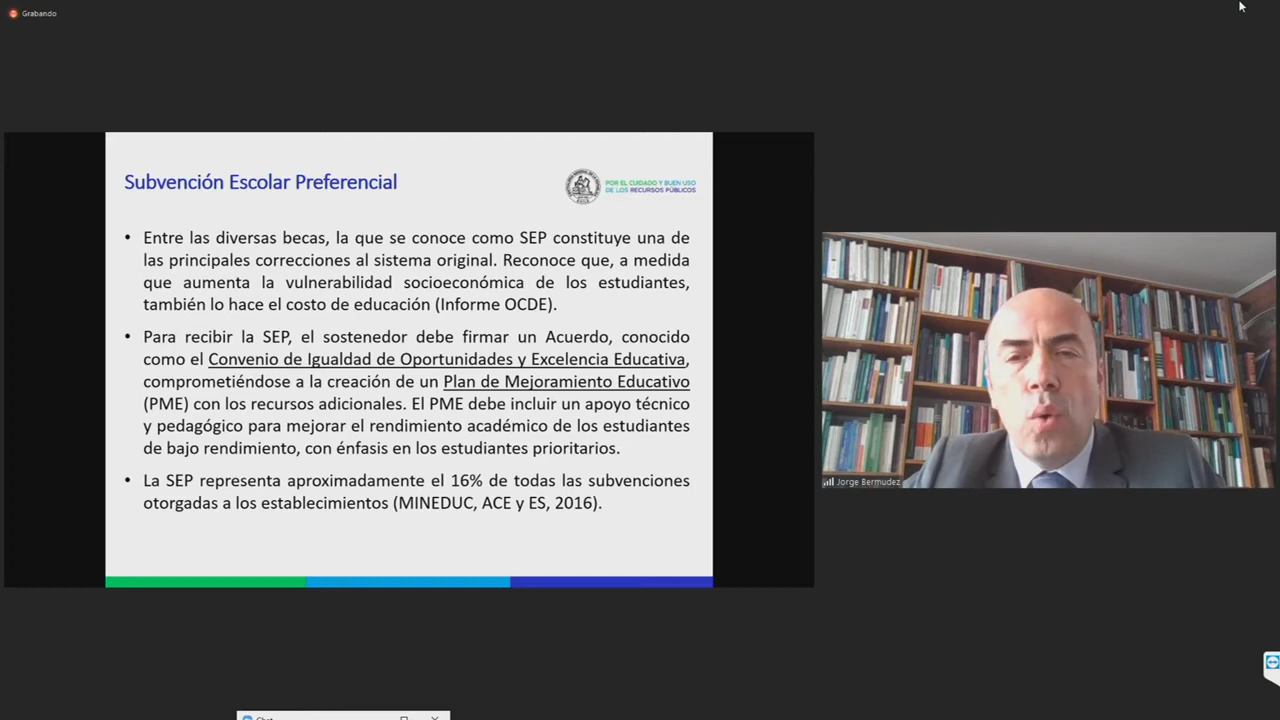 Grabando
Subvención Escolar Preferencial
POR EL CUIDADO Y BUEN USO
DE LOS RECURSOS PÚBLICOS
• Entre las diversas becas, la que se conoce como SEP constituye una de
las principales correcciones al sistema original. Reconoce que, a medida
que aumenta la vulnerabilidad socioeconómica de los estudiantes,
también lo hace el costo de educación (Informe OCDE).
• Para recibir la SEP, el sostenedor debe firmar un Acuerdo, conocido
como el Convenio de Igualdad de Oportunidades y Excelencia Educativa,
comprometiéndose a la creación de un Plan de Mejoramiento Educativo
(PME) con los recursos adicionales. El PME debe incluir un apoyo técnico
y pedagógico para mejorar el rendimiento académico de los estudiantes
de bajo rendimiento, con énfasis en los estudiantes prioritarios.
• La SEP representa aproximadamente el 16% de todas las subvenciones
otorgadas a los establecimientos (MINEDUC, ACE y ES, 2016).
Jorge Bermudez